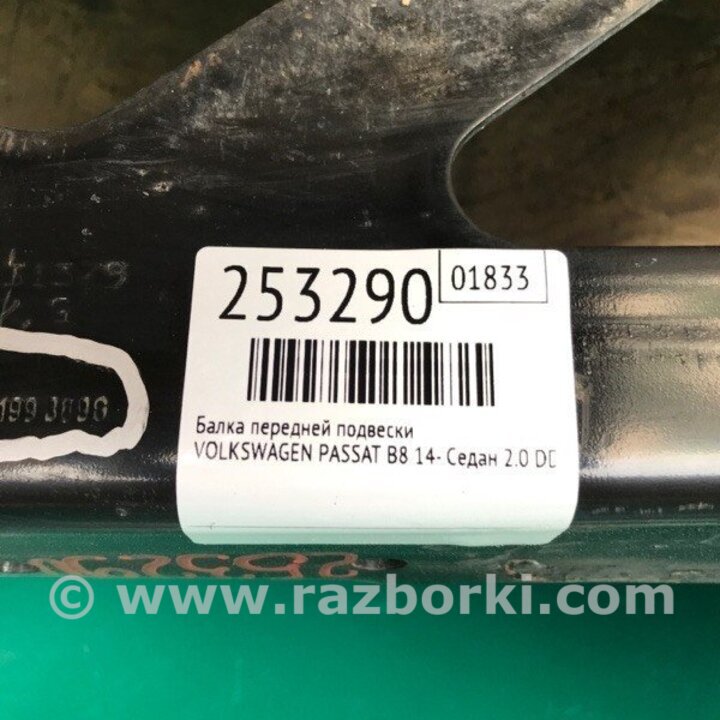 253290
01833
Балка передней подвески
VOLKSWAGEN PASSAT B8 14- Седан 2.0 DD
© www.razborki.com